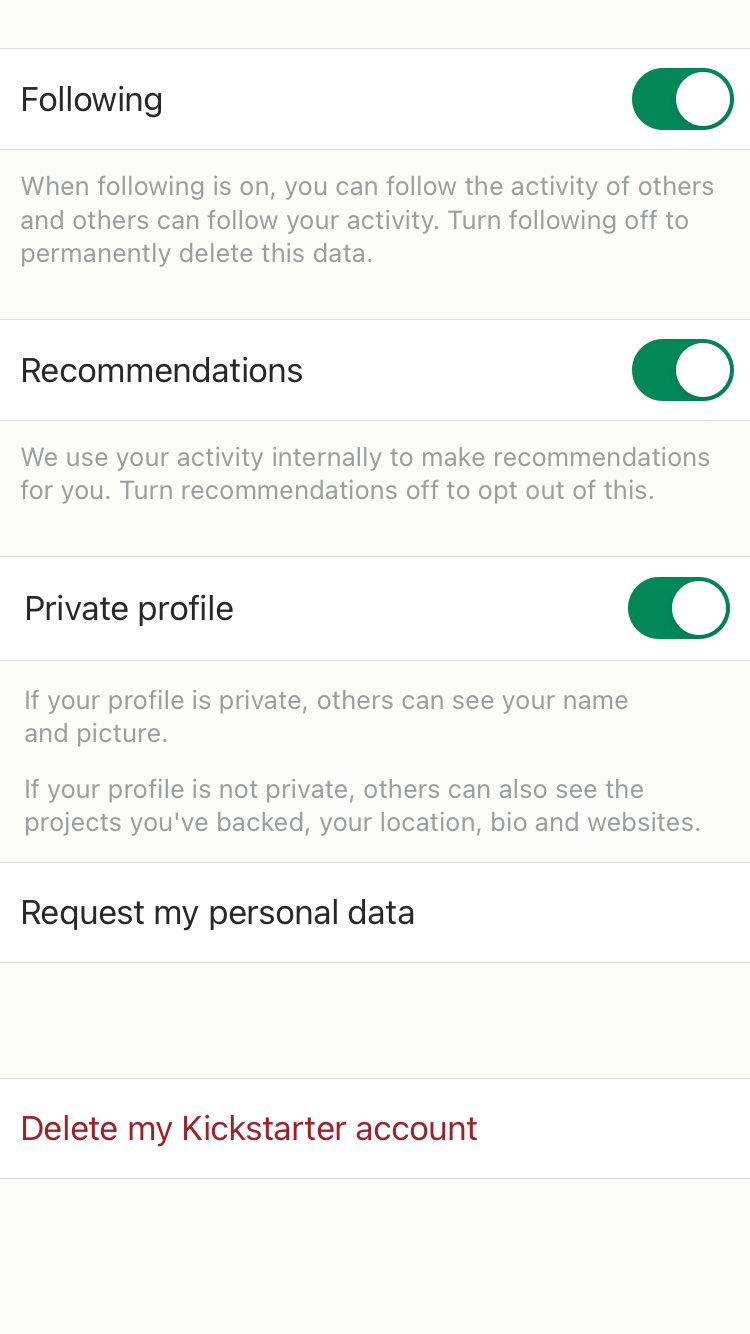 Following
When following is on, you can follow the activity of others
and others can follow your activity. Turn following off to
permanently delete this data.
Recommendations
We use your activity internally to make recommendations
for you. Turn recommendations off to opt out of this.
Private profile
If your profile is private, others can see your name
and picture.
If your profile is not private, others can also see the
projects you've backed, your location, bio and websites.
Request my personal data
Delete my Kickstarter account